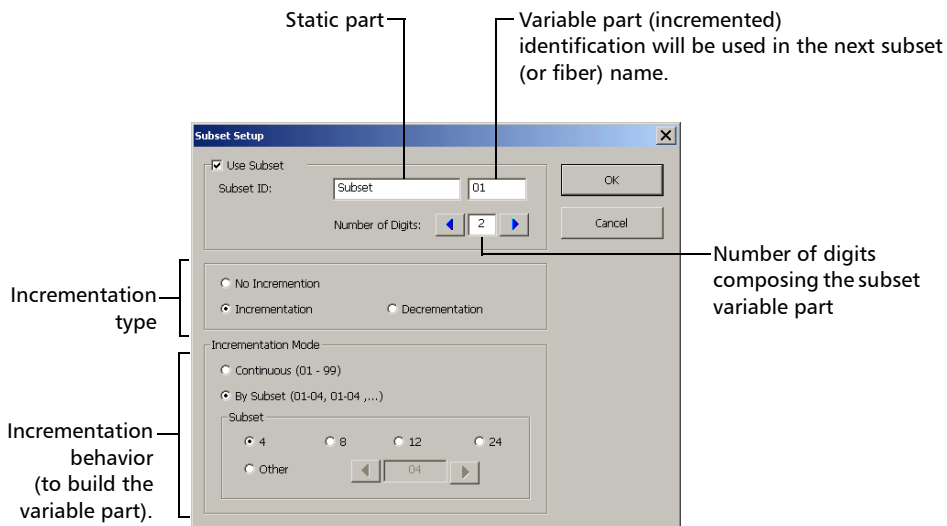 Static part
Variable part (incremented)
identification will be used in the next subset
(or fiber) name.
Subset Setup
Use Subset
Subset ID:
Subset
01
OK
Number of Digits:
2
Cancel
Number of digits
composing the subset
variable part
Incrementation
type
No Incremention
Incrementation
Decrementation
Incrementation Mode
Continuous (01 - 99)
By Subset (01-04, 01-04 ,...)
Incrementation
behavior
(to build the
variable part).
Subset
4
8
12
24
Other
04